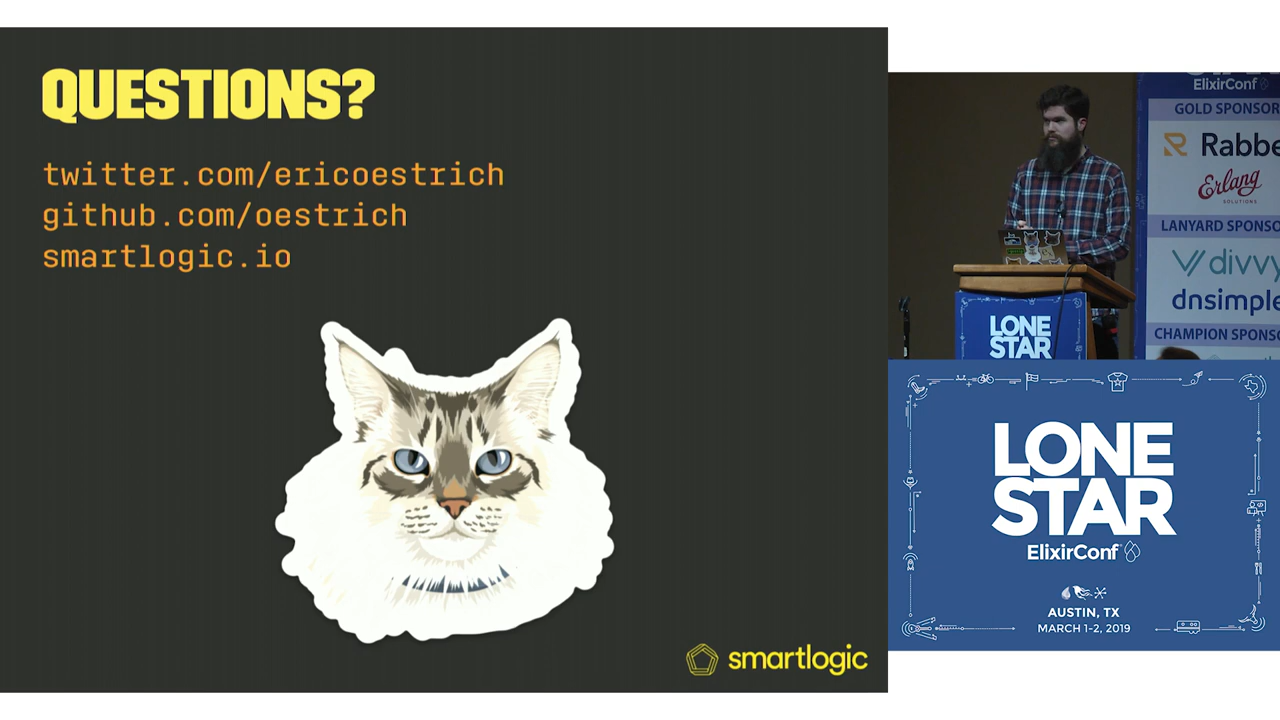 QUESTIONS?
twitter.com/ericoestrich
github.com/oestrich
smartlogic.io
smartlogic
ElixirConf
GOLD SPONSOR
Rabbe
Erlang
SOLUTIONS
LANYARD SPONSO
divvy
dnsimple
CHAMPION SPONSO
LONE
STAR
LONE
STAR
ElixirConf
AUSTIN, TX
MARCH 1-2, 2019